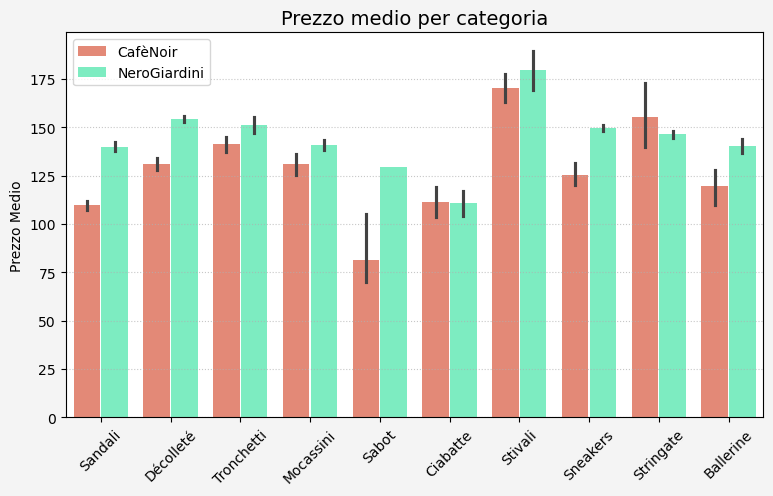 Prezzo medio per categoria
CafèNoir
NeroGiardini
Prezzo Medio
175
150
125
100
75
50
25
0
Sandali
Décolleté
Tronchetti
Mocassini
Sabot
Ciabatte
Stivali
Sneakers
Stringate
Ballerine